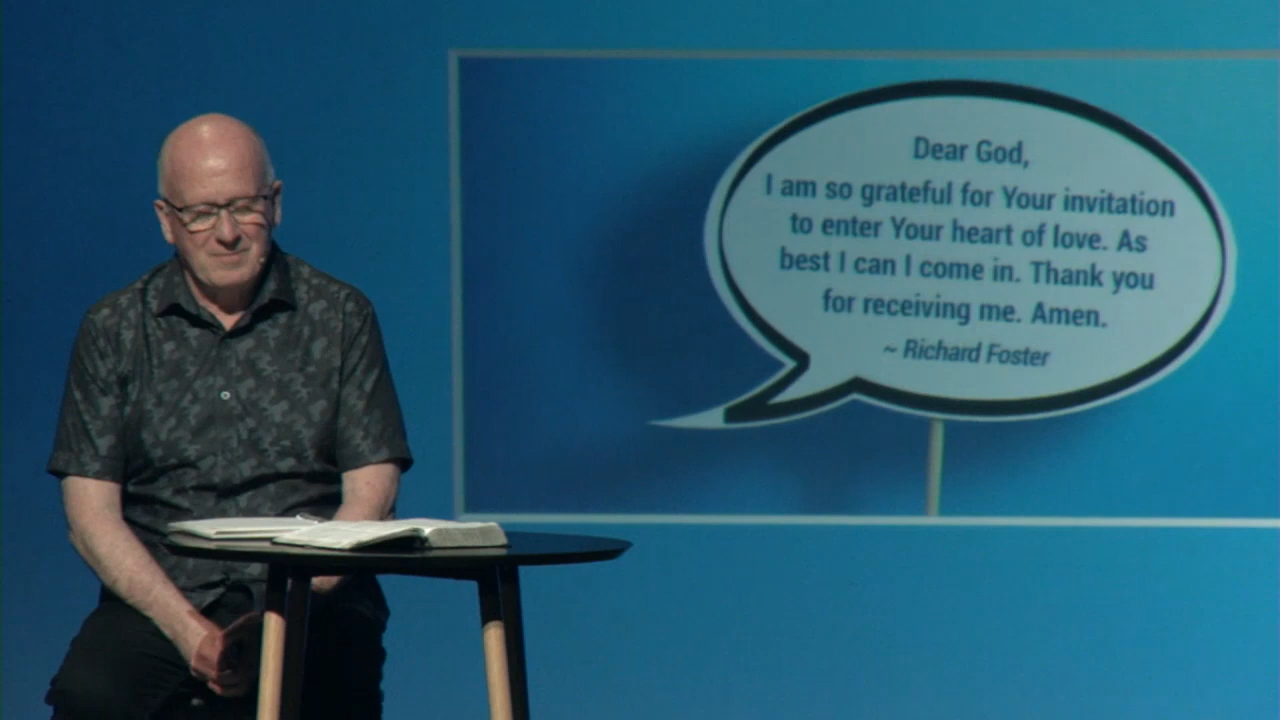 Dear God,
I am so grateful for Your invitation
to enter Your heart of love. As
best I can I come in. Thank you
for receiving me. Amen.
~ Richard Foster